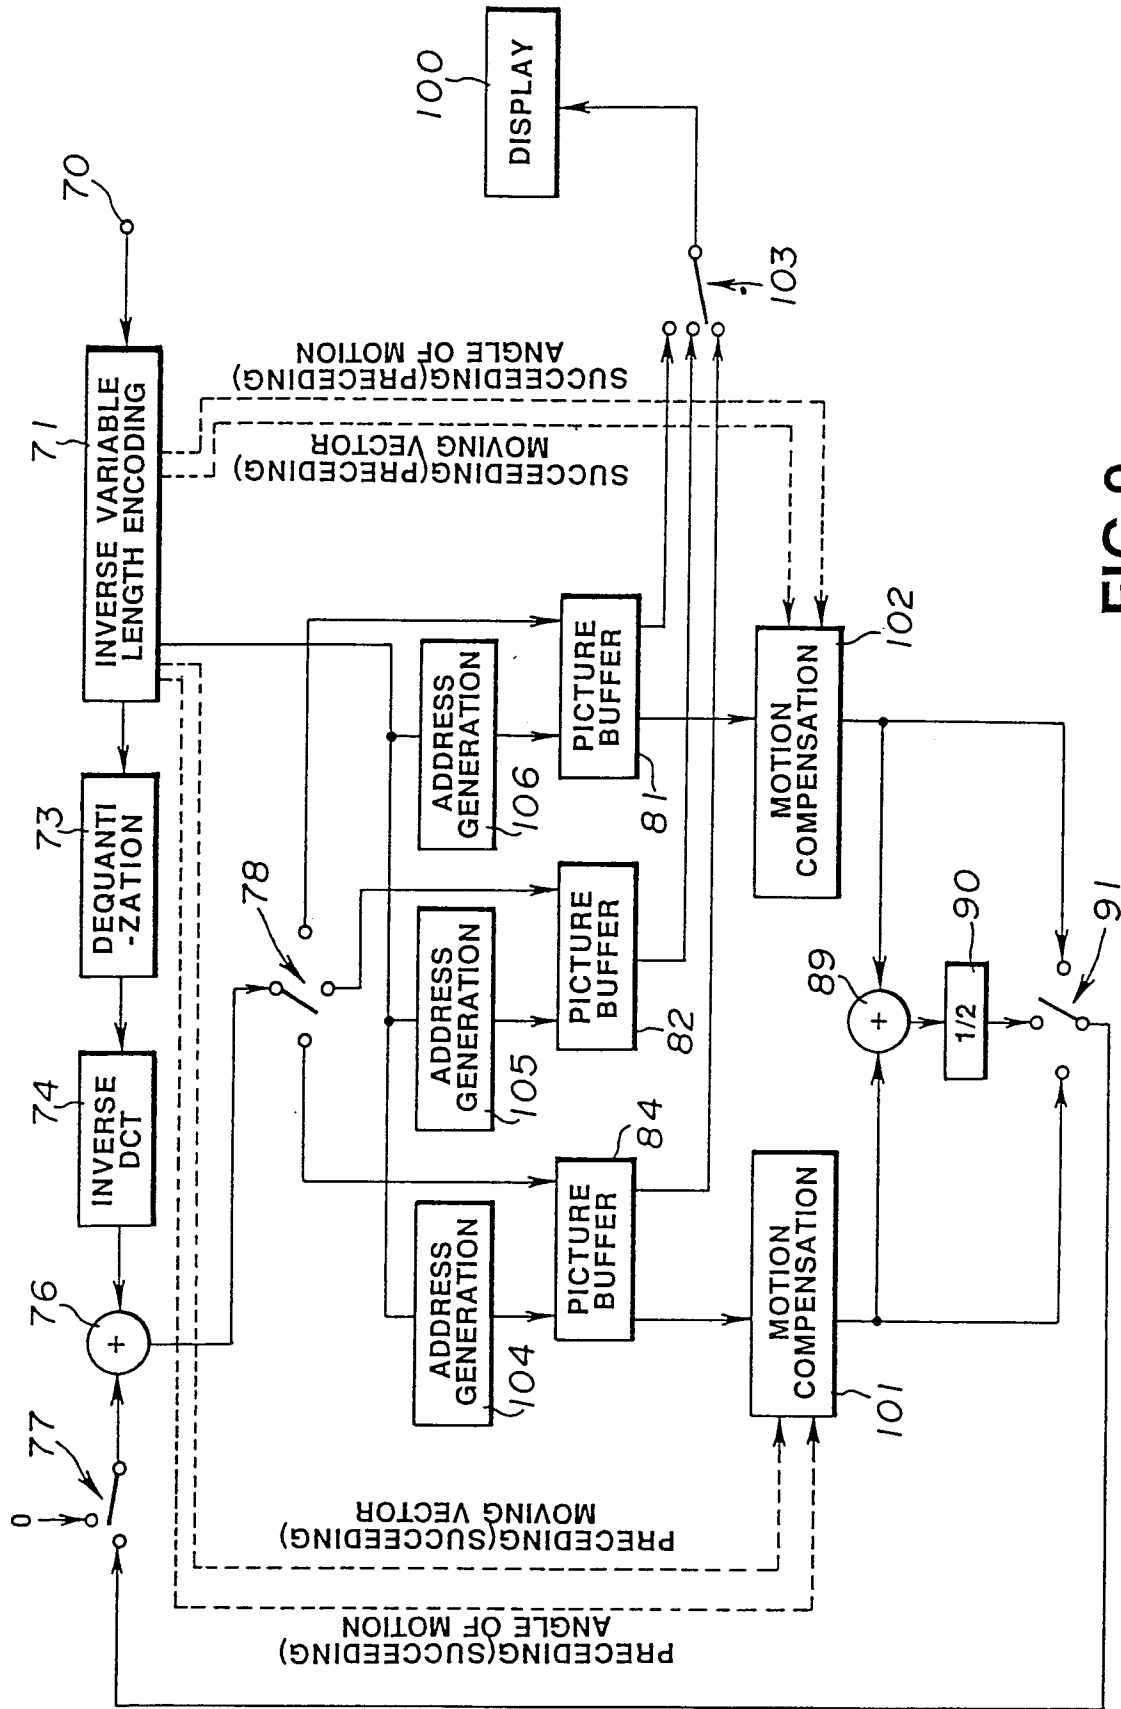 70
71
INVERSE VARIABLE
LENGTH ENCODING
73
DEQUANTI
-ZATION
74
INVERSE
DCT
76
+
77
0
78
100
DISPLAY
103
SUCCEEDING(PRECEDING)
ANGLE OF MOTION
SUCCEEDING(PRECEDING)
MOVING VECTOR
ADDRESS
GENERATION
106
ADDRESS
GENERATION
105
ADDRESS
GENERATION
104
PICTURE
BUFFER
81
PICTURE
BUFFER
82
PICTURE
BUFFER
84
MOTION
COMPENSATION
102
MOTION
COMPENSATION
101
PRECEDING(SUCCEEDING)
MOVING VECTOR
PRECEDING(SUCCEEDING)
ANGLE OF MOTION
89
+
90
1/2
91